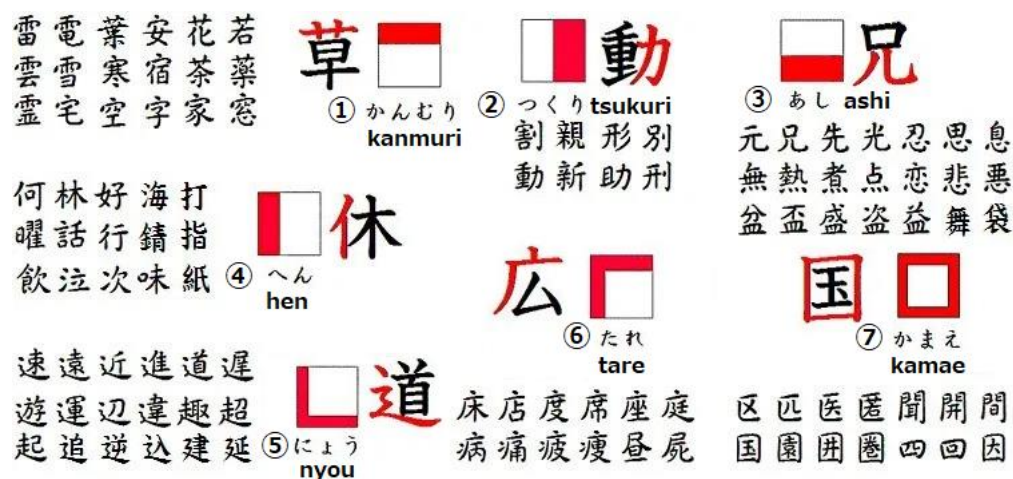 雷電葉安花若
雲雪寒宿茶薬
霊宅空字家窓
草
① かんむり
kanmuri
動
② つくり tsukuri
割親形別
動新助刑
兄
③ あし ashi
元兄先光忍思息
無熱煮点恋悲悪
盆盃盛盗益舞袋
何林好海打
曜話行錆指
飲泣次味紙
休
④ へん
hen
広
⑥ たれ
tare
床店度席座庭
病痛疲痩昼屍
国
⑦ かまえ
kamae
区匹医匿聞開間
国園囲圏四回因
速遠近進道遅
遊運辺違趣超
起追逆込建延
道
⑤ にょう
nyou